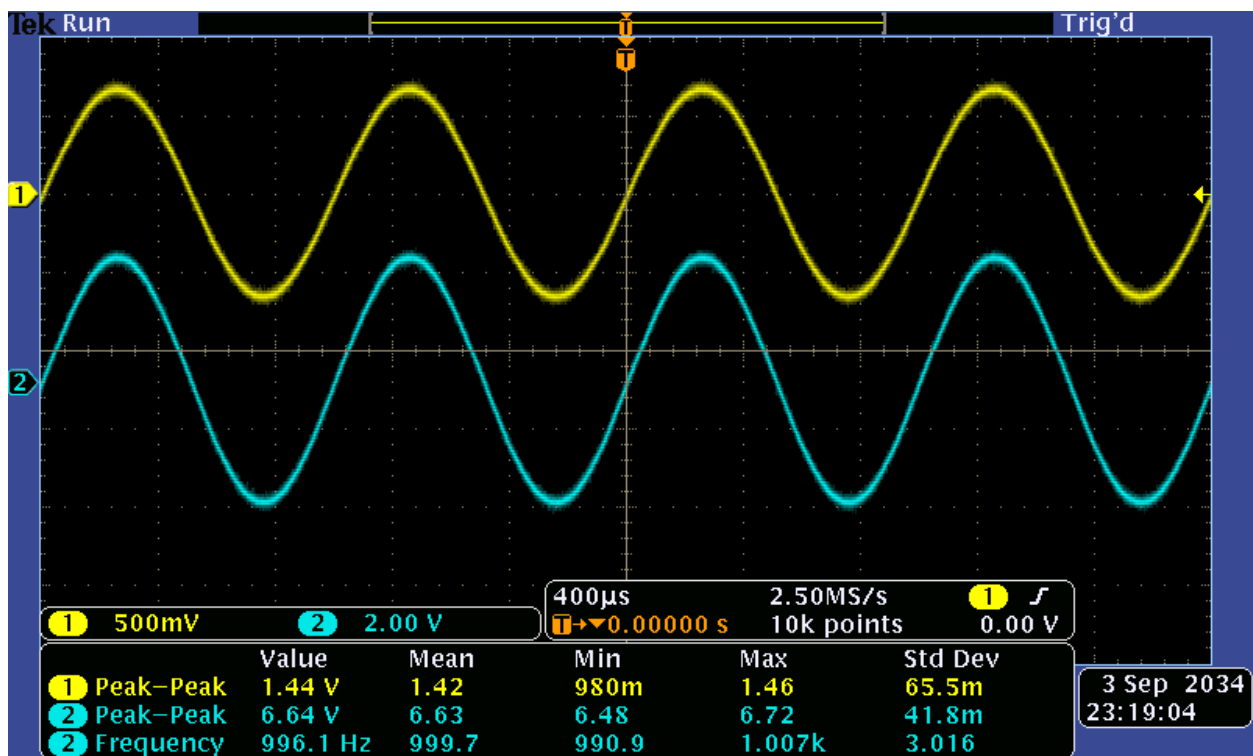 Tek Run Trig'd
T
T
1
2
1 500mV 2 2.00 V
400µs 2.50MS/s 1
T→▼0.00000 s 10k points 0.00 V
Value Mean Min Max Std Dev
1 Peak−Peak 1.44 V 1.42 980m 1.46 65.5m
2 Peak−Peak 6.64 V 6.63 6.48 6.72 41.8m
2 Frequency 996.1 Hz 999.7 990.9 1.007k 3.016
3 Sep 2034
23:19:04